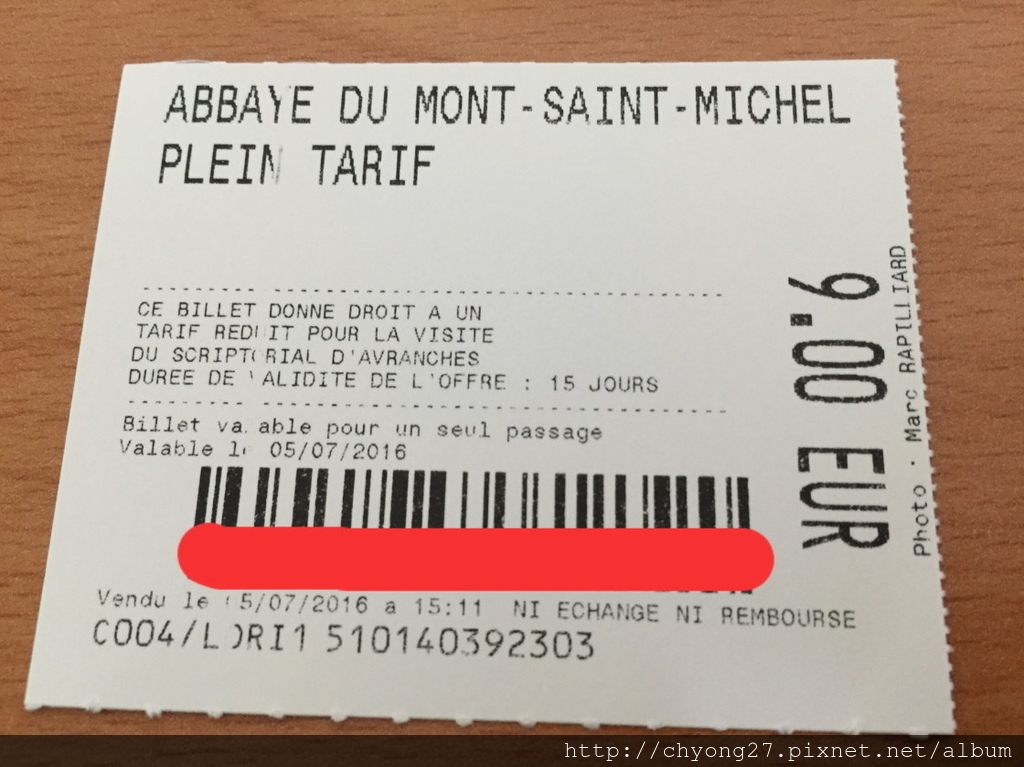 ABBAYE DU MONT-SAINT-MICHEL
PLEIN TARIF
CE BILLET DONNE DROIT A UN
TARIF REDUIT POUR LA VISITE
DU SCRIPTORIAL D'AVRANCHES
DUREE DE VALIDITE DE L'OFFRE : 15 JOURS
Billet valable pour un seul passage
Valable le 05/07/2016
Vendu le 05/07/2016 a 15:11 NI ECHANGE NI REMBOURSE
C004/LORI1 510140392303
9.00 EUR
Photo · Marc RAPILLIARD
http://chyong27.pixnet.net/album